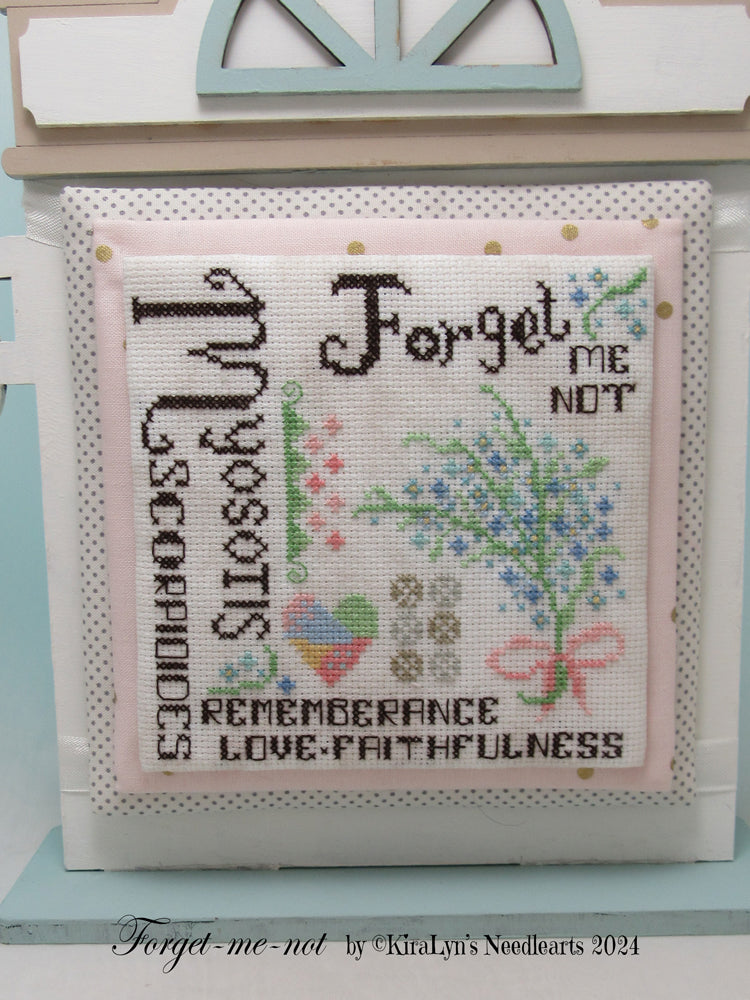 Forget
ME
NOT
Myosotis
Scorpioides
REMEMBERANCE
LOVE·FAITHFULNESS
Forget-me-not by ©KiraLyn's Needlearts 2024